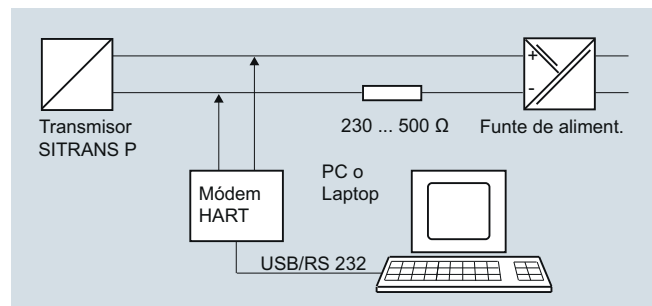 +
-
Transmisor
SITRANS P
230 ... 500 Ω
Funte de aliment.
Módem
HART
PC o
Laptop
USB/RS 232